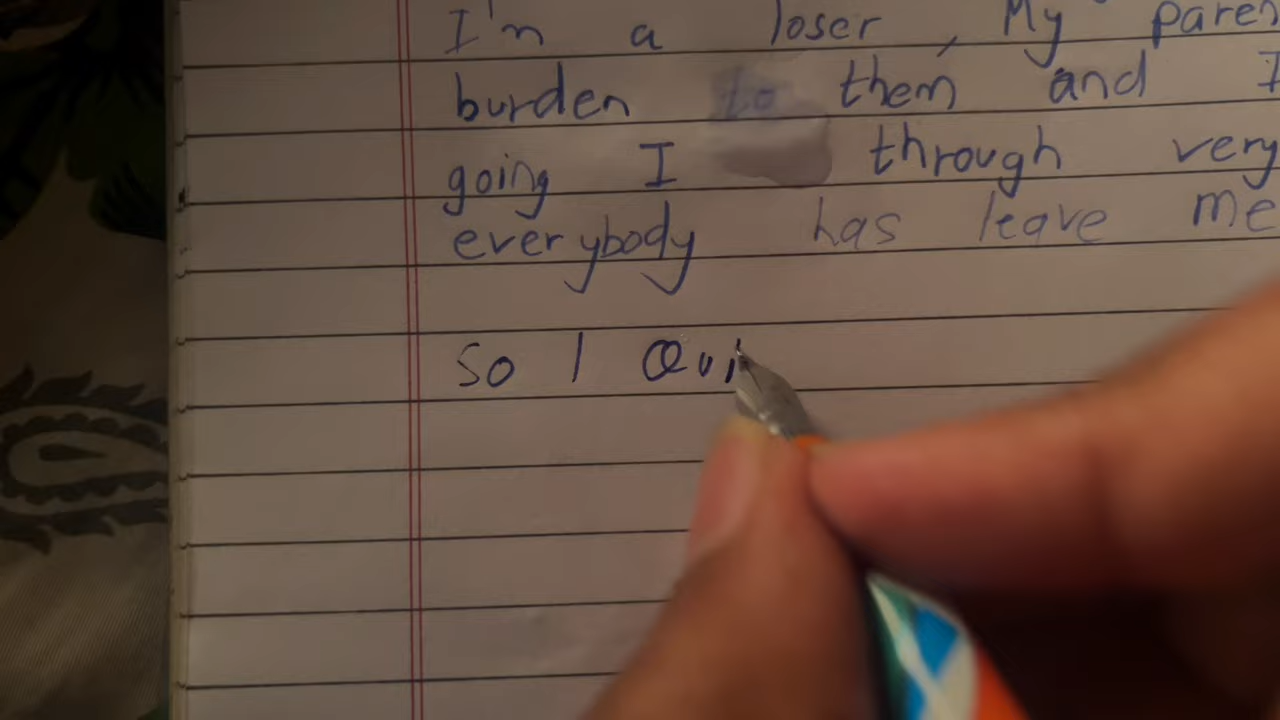 I'm a loser, My paren
burden to them and I
going I through very
everybody has leave me
So I Qui